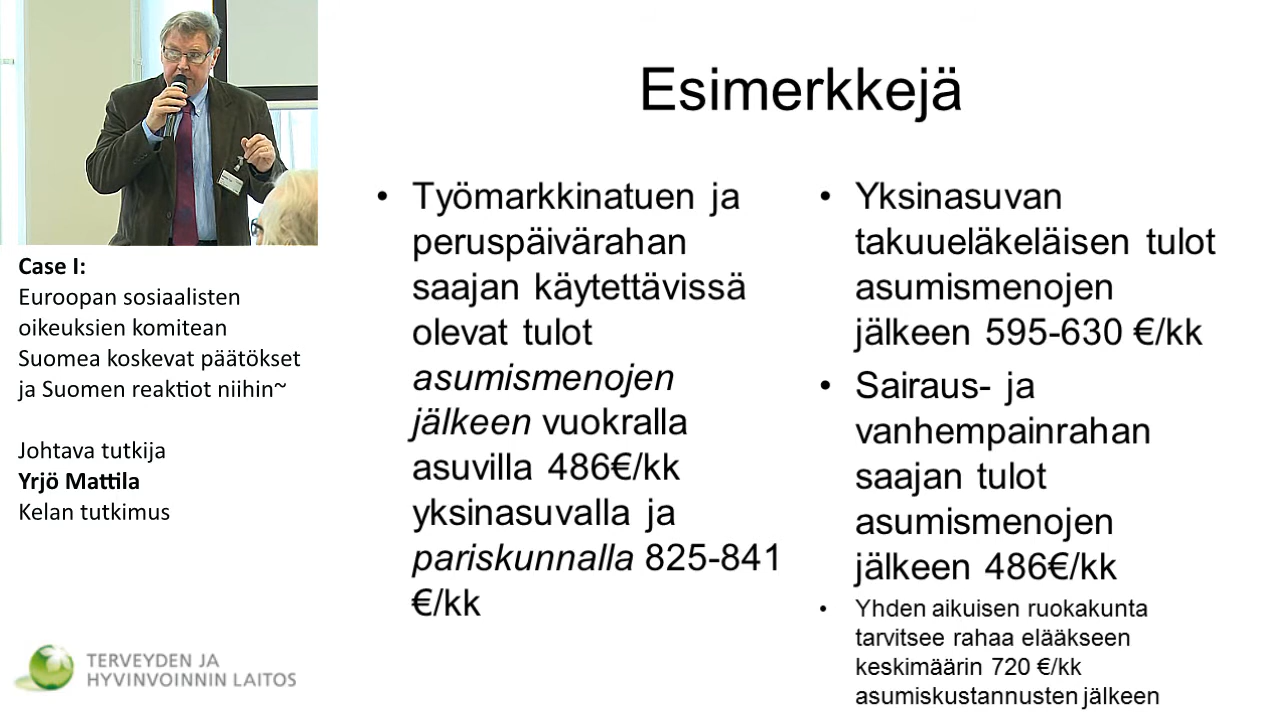 Case I:
Euroopan sosiaalisten
oikeuksien komitean
Suomea koskevat päätökset
ja Suomen reaktiot niihin~
Johtava tutkija
Yrjö Mattila
Kelan tutkimus
TERVEYDEN JA
HYVINVOINNIN LAITOS
Esimerkkejä
• Työmarkkinatuen ja
peruspäivärahan
saajan käytettävissä
olevat tulot
asumismenojen
jälkeen vuokralla
asuvilla 486€/kk
yksinasuvalla ja
pariskunnalla 825-841
€/kk
• Yksinasuvan
takuueläkeläisen tulot
asumismenojen
jälkeen 595-630 €/kk
• Sairaus- ja
vanhempainrahan
saajan tulot
asumismenojen
jälkeen 486€/kk
• Yhden aikuisen ruokakunta
tarvitsee rahaa elääkseen
keskimäärin 720 €/kk
asumiskustannusten jälkeen